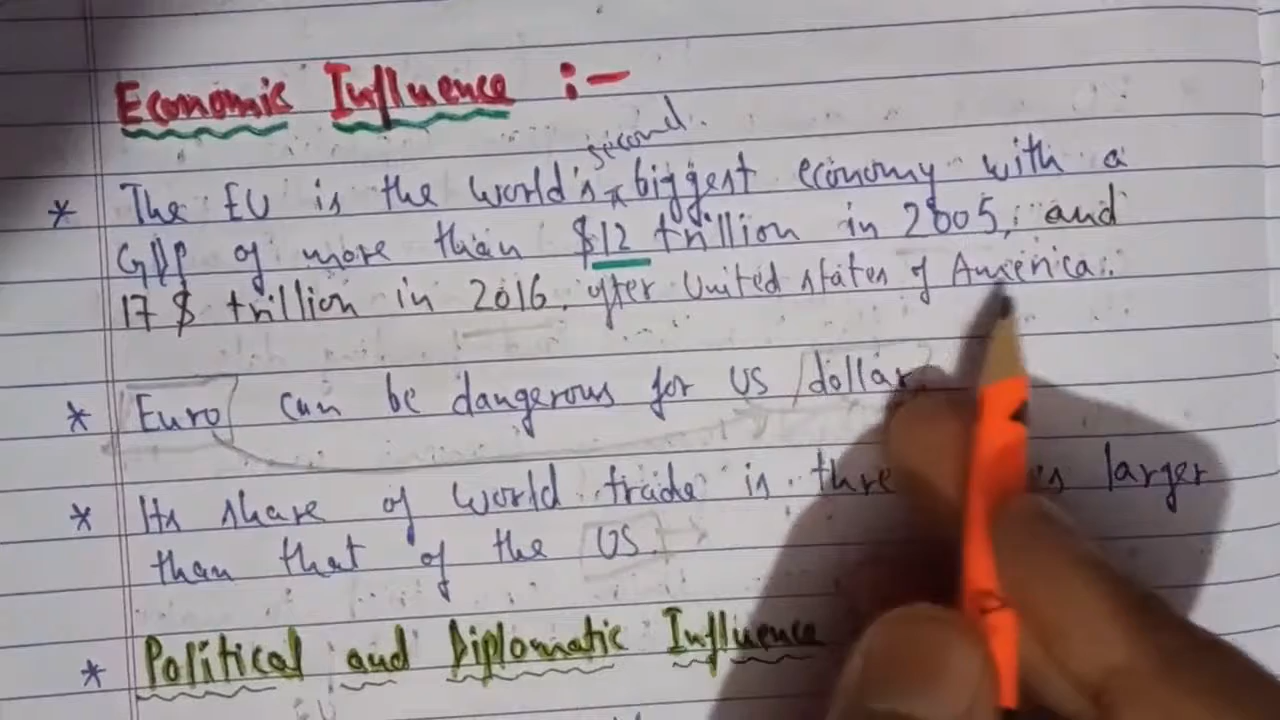 Economic Influence :-
second.
* The EU is the world's biggest economy with a
GDP of more than $12 trillion in 2005, and
17 $ trillion in 2016, after United States of America.
* Euro can be dangerous for US dollar.
* Its share of world trade is larger
than that of the US.
* Political and Diplomatic Influence